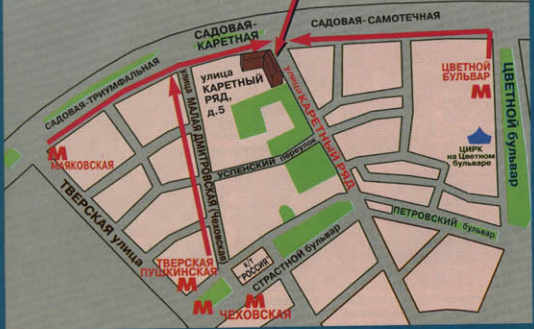 САДОВАЯ-
КАРЕТНАЯ
САДОВАЯ-САМОТЕЧНАЯ
САДОВАЯ-ТРИУМФАЛЬНАЯ
улица
КАРЕТНЫЙ
РЯД,
д.5
улица КАРЕТНЫЙ РЯД
улица МАЛАЯ ДМИТРОВСКАЯ (Чеховская)
УСПЕНСКИЙ переулок
ЦВЕТНОЙ
БУЛЬВАР
М
ЦВЕТНОЙ бульвар
ЦИРК
на Цветном
бульваре
М
МАЯКОВСКАЯ
ТВЕРСКАЯ улица
ПЕТРОВСКИЙ бульвар
СТРАСТНОЙ бульвар
к/т
"РОССИЯ"
ТВЕРСКАЯ
ПУШКИНСКАЯ
М
М
М
ЧЕХОВСКАЯ